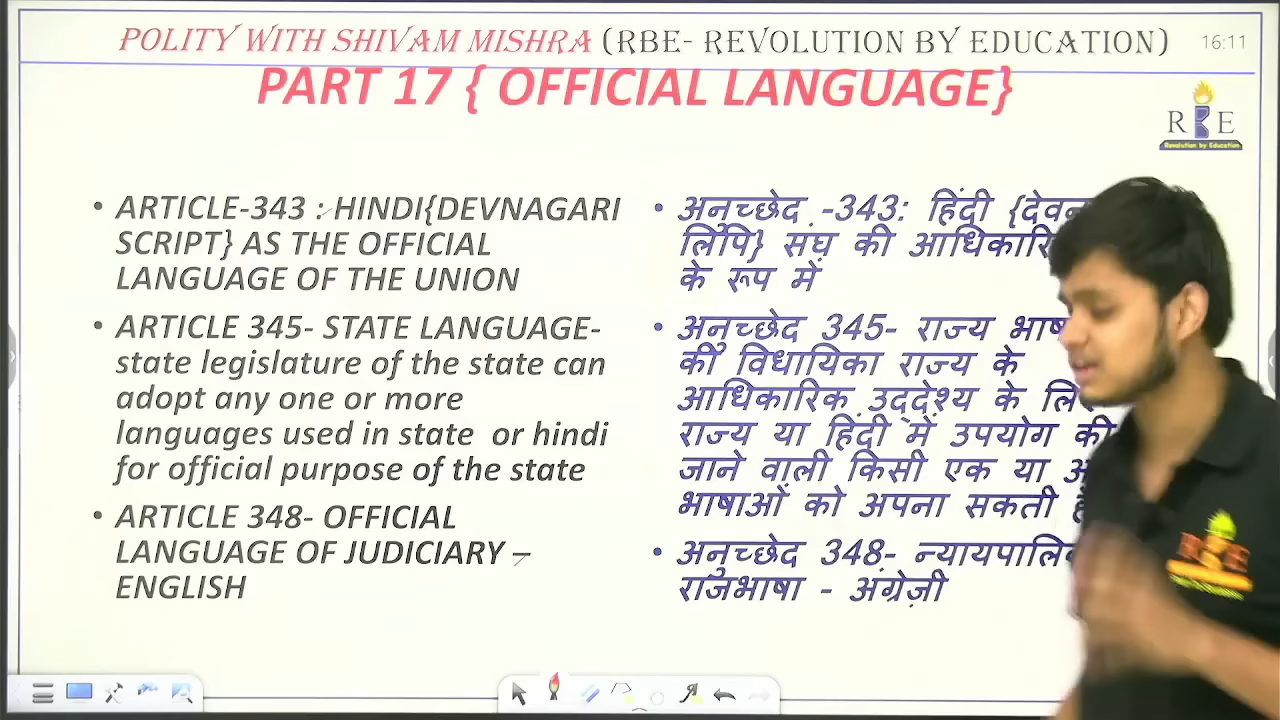 POLITY WITH SHIVAM MISHRA (RBE- REVOLUTION BY EDUCATION)
16:11
PART 17 { OFFICIAL LANGUAGE}
R B E
Revolution by Education
• ARTICLE-343 : HINDI{DEVNAGARI
SCRIPT} AS THE OFFICIAL
LANGUAGE OF THE UNION
• ARTICLE 345- STATE LANGUAGE-
state legislature of the state can
adopt any one or more
languages used in state or hindi
for official purpose of the state
• ARTICLE 348- OFFICIAL
LANGUAGE OF JUDICIARY –
ENGLISH
• अनुच्छेद -343: हिंदी
लिपि} संघ की
के रूप में
• अनुच्छेद 345- राज्य
की विधायिका राज्य के
आधिकारिक उद्देश्य के
राज्य या हिंदी में उपयोग की
जाने वाली किसी एक या
भाषाओं को अपना सकती
• अनुच्छेद 348-
राजभाषा - अंग्रेज़ी
RBE